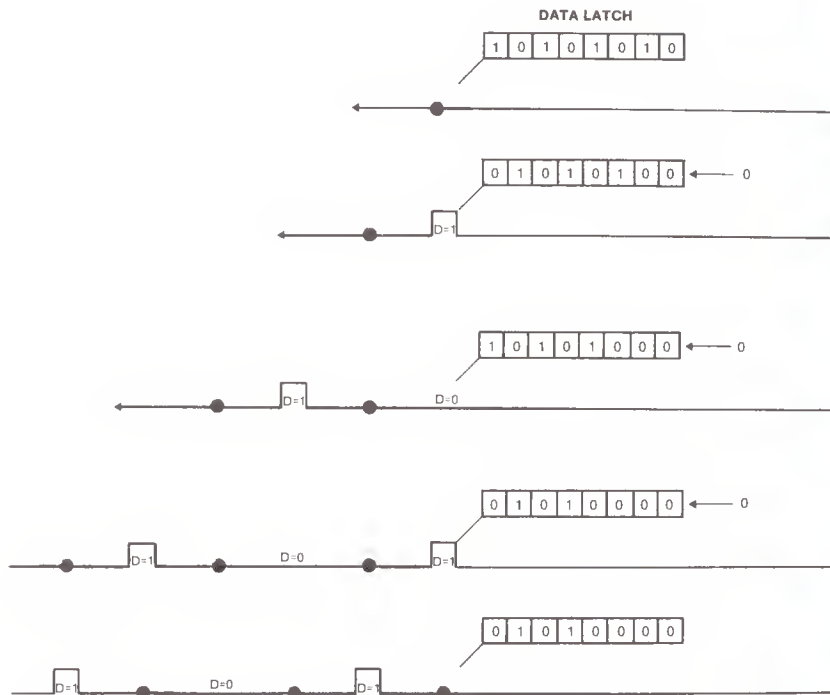 DATA LATCH
1 0 1 0 1 0 1 0
0 1 0 1 0 1 0 0 0
D=1
1 0 1 0 1 0 0 0 0
D=1 D=0
0 1 0 1 0 0 0 0 0
D=1 D=0 D=1
0 1 0 1 0 0 0 0
D=1 D=0 D=1